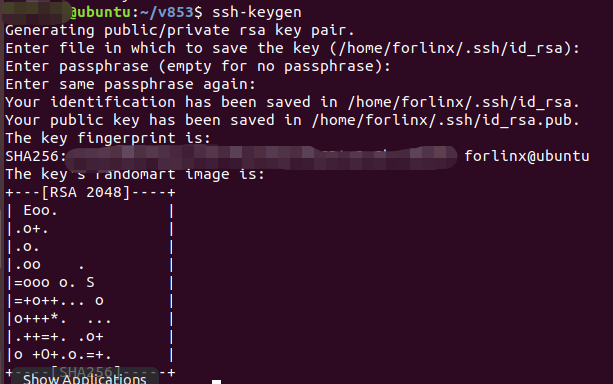 @ubuntu:~/v853$ ssh-keygen
Generating public/private rsa key pair.
Enter file in which to save the key (/home/forlinx/.ssh/id_rsa):
Enter passphrase (empty for no passphrase):
Enter same passphrase again:
Your identification has been saved in /home/forlinx/.ssh/id_rsa.
Your public key has been saved in /home/forlinx/.ssh/id_rsa.pub.
The key fingerprint is:
SHA256: forlinx@ubuntu
The key's randomart image is:
+---[RSA 2048]----+
| Eoo.            |
|.o+.             |
|.o.              |
|.oo    .         |
|=ooo o. S        |
|=+o++... o       |
|o+++*.  ...      |
|.++=+. .o+       |
|o +O+.o.=+.      |
+----[SHA256]-----+
Show Applications